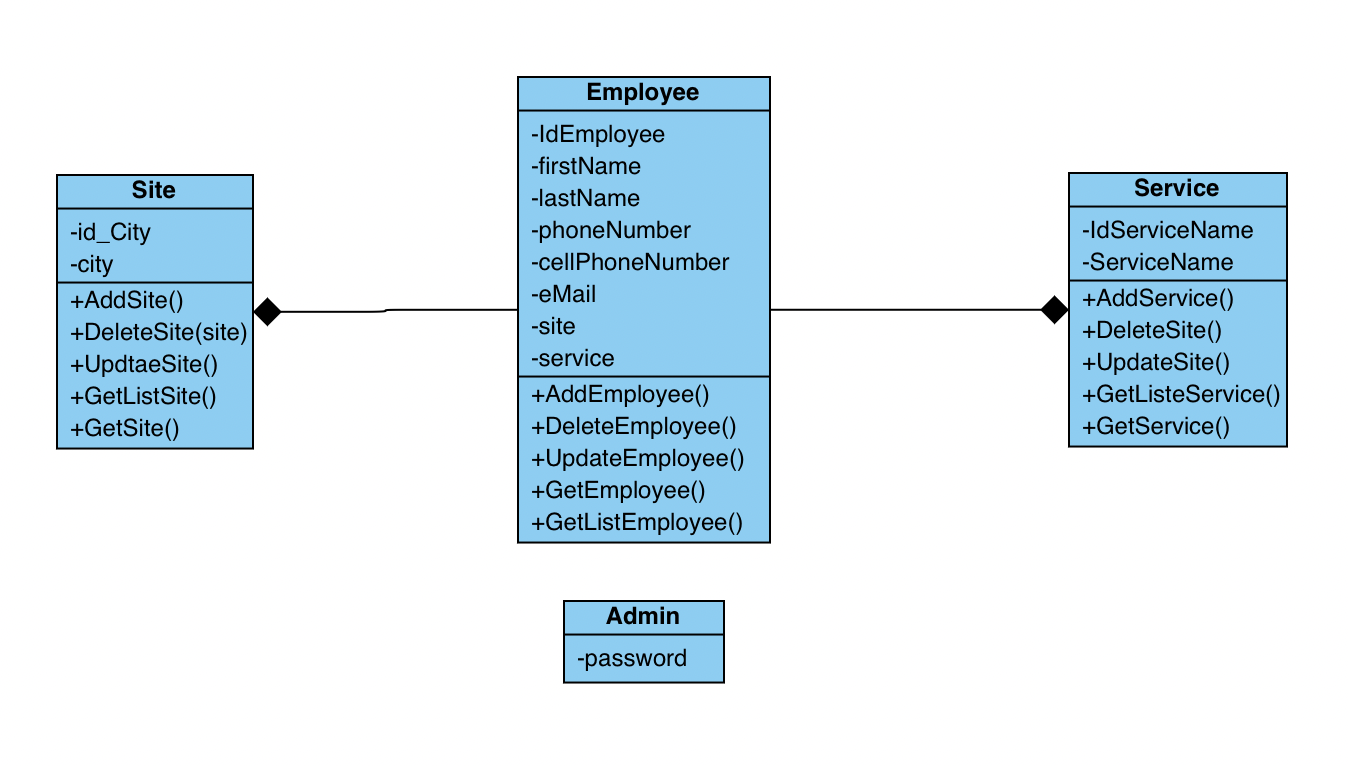 Site
-id_City
-city
+AddSite()
+DeleteSite(site)
+UpdtaeSite()
+GetListSite()
+GetSite()
Employee
-IdEmployee
-firstName
-lastName
-phoneNumber
-cellPhoneNumber
-eMail
-site
-service
+AddEmployee()
+DeleteEmployee()
+UpdateEmployee()
+GetEmployee()
+GetListEmployee()
Service
-IdServiceName
-ServiceName
+AddService()
+DeleteSite()
+UpdateSite()
+GetListeService()
+GetService()
Admin
-password